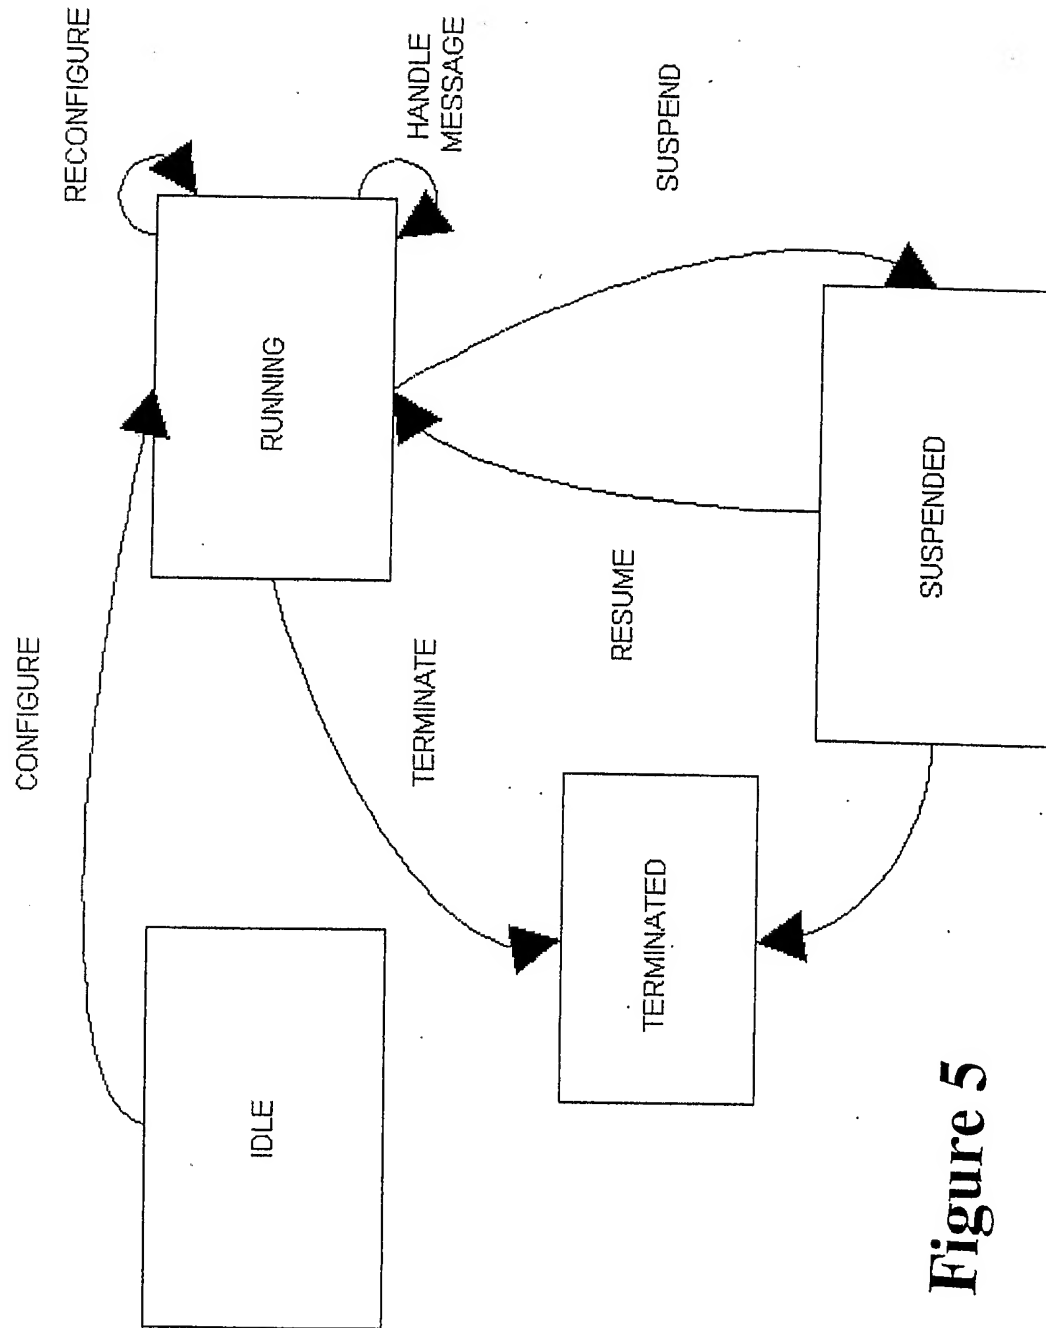 CONFIGURE
RECONFIGURE
IDLE
RUNNING
HANDLE
MESSAGE
TERMINATE
TERMINATED
RESUME
SUSPEND
SUSPENDED
Figure 5